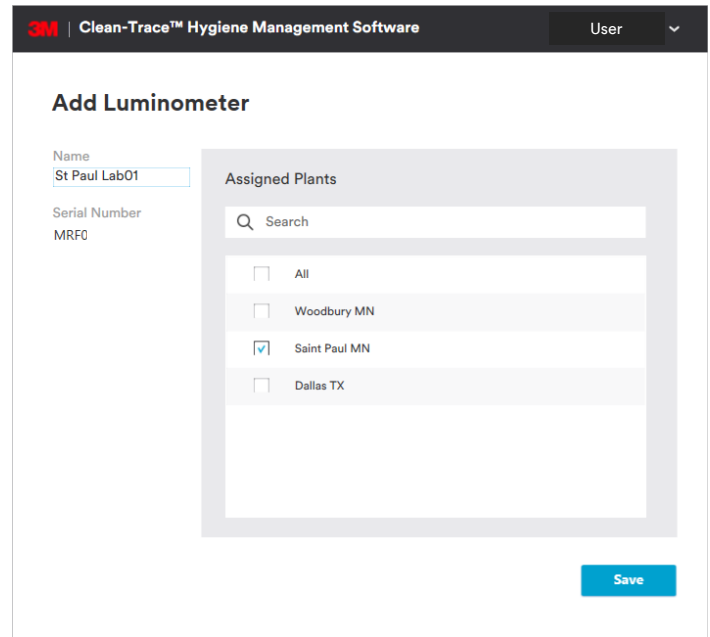 3M | Clean-Trace™ Hygiene Management Software
User
Add Luminometer
Name
St Paul Lab01
Serial Number
MRF0
Assigned Plants
Search
All
Woodbury MN
Saint Paul MN
Dallas TX
Save